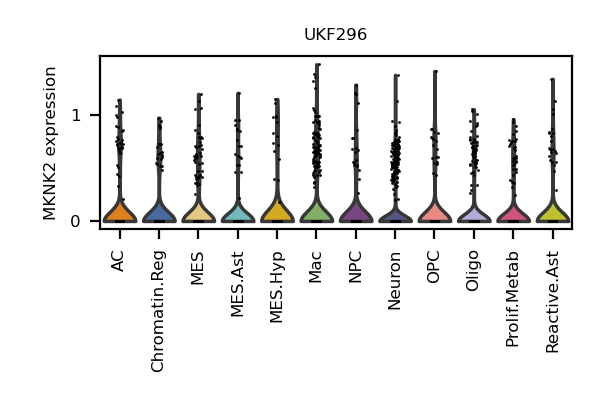 UKF296
MKNK2 expression
1
0
AC
Chromatin.Reg
MES
MES.Ast
MES.Hyp
Mac
NPC
Neuron
OPC
Oligo
Prolif.Metab
Reactive.Ast